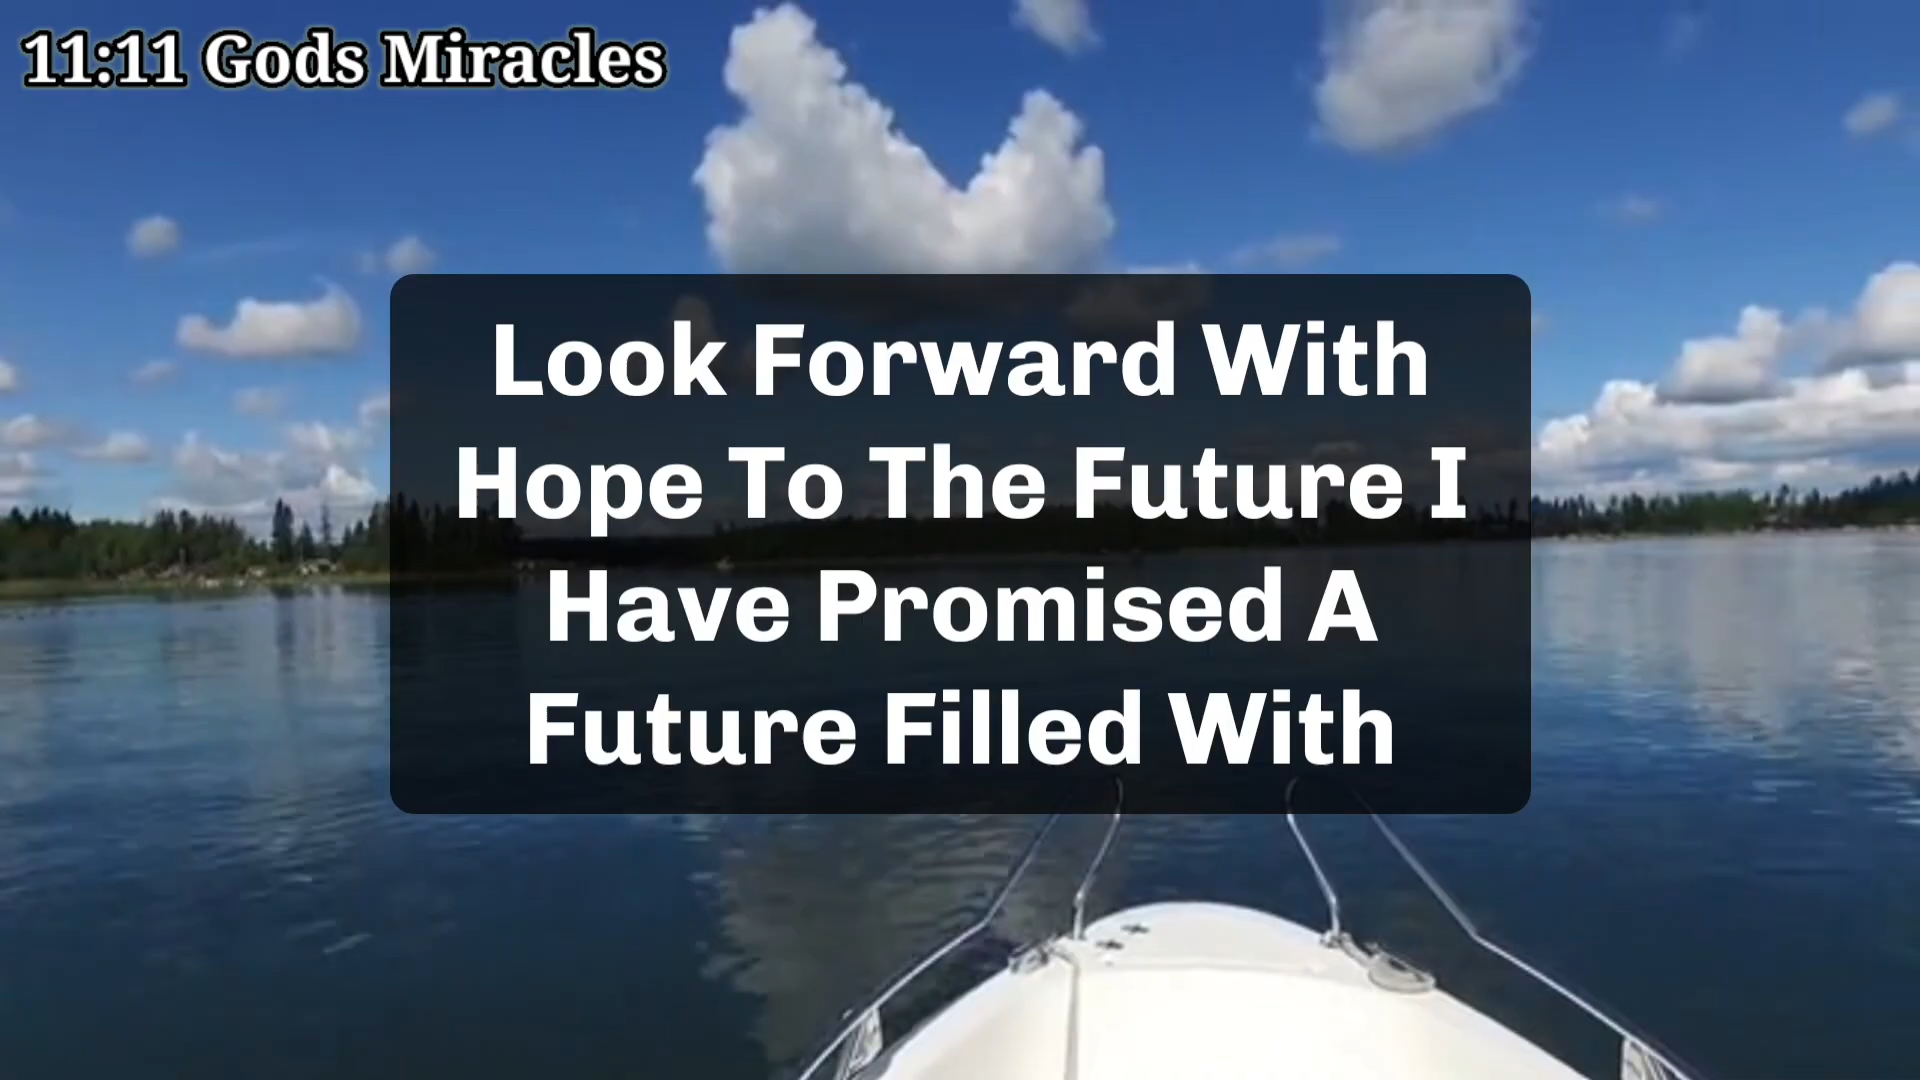 11:11 Gods Miracles
Look Forward With
Hope To The Future I
Have Promised A
Future Filled With